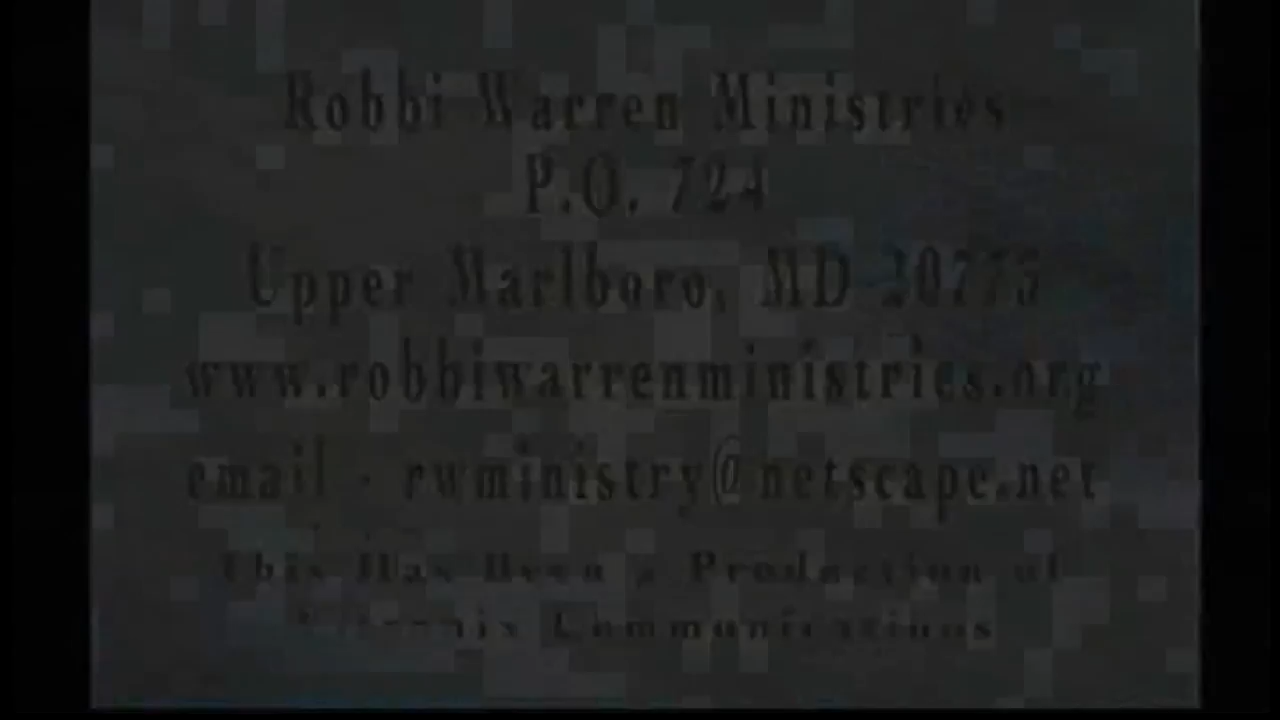 Robbi Warren Ministries
P.O. 724
Upper Marlboro, MD 20775
www.robbiwarrenministries.org
email - rwministry@netscape.net
This Has Been a Production of
Communications